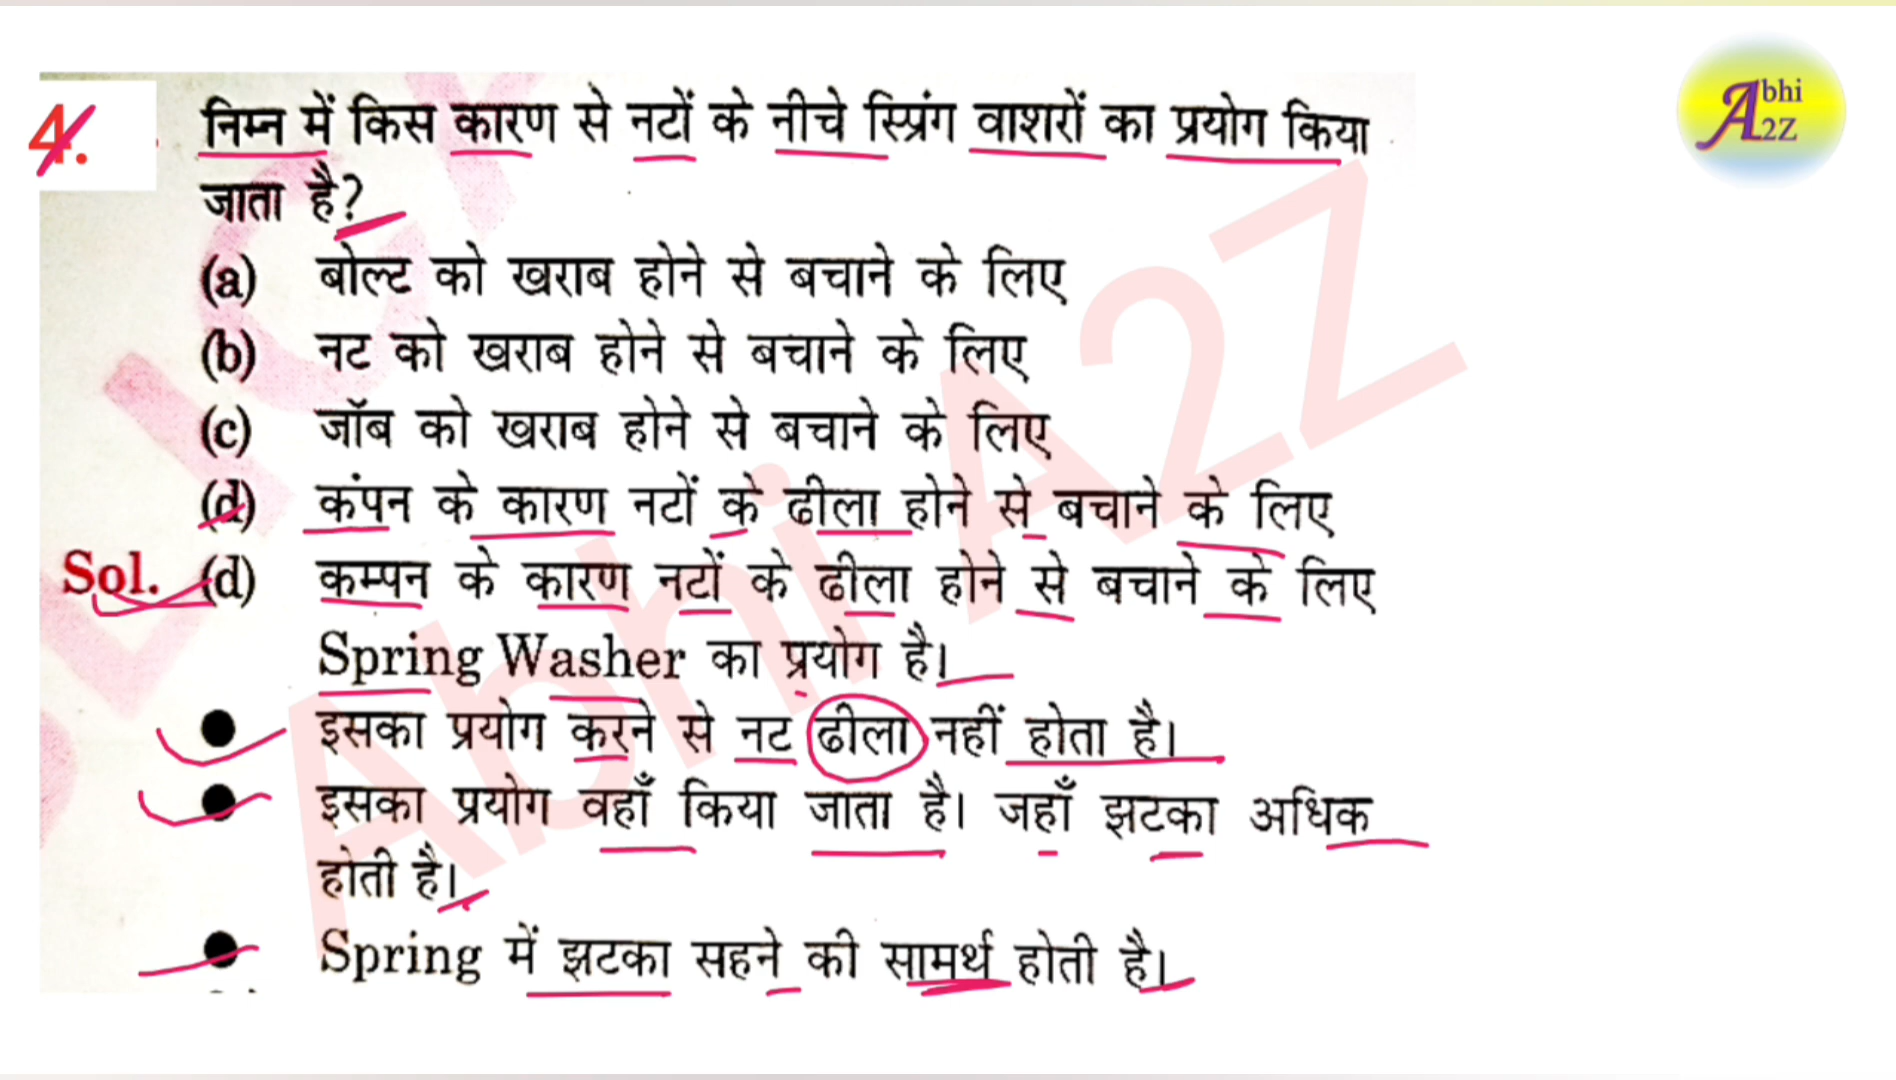 Abhi
A2Z
4.
निम्न में किस कारण से नटों के नीचे स्प्रिंग वाशरों का प्रयोग किया
जाता है?
(a) बोल्ट को खराब होने से बचाने के लिए
(b) नट को खराब होने से बचाने के लिए
(c) जॉब को खराब होने से बचाने के लिए
(d) कंपन के कारण नटों के ढीला होने से बचाने के लिए
Sol. (d) कम्पन के कारण नटों के ढीला होने से बचाने के लिए
Spring Washer का प्रयोग है।
● इसका प्रयोग करने से नट ढीला नहीं होता है।
● इसका प्रयोग वहाँ किया जाता है। जहाँ झटका अधिक
होती है।
● Spring में झटका सहने की सामर्थ होती है।
Abhi A2Z